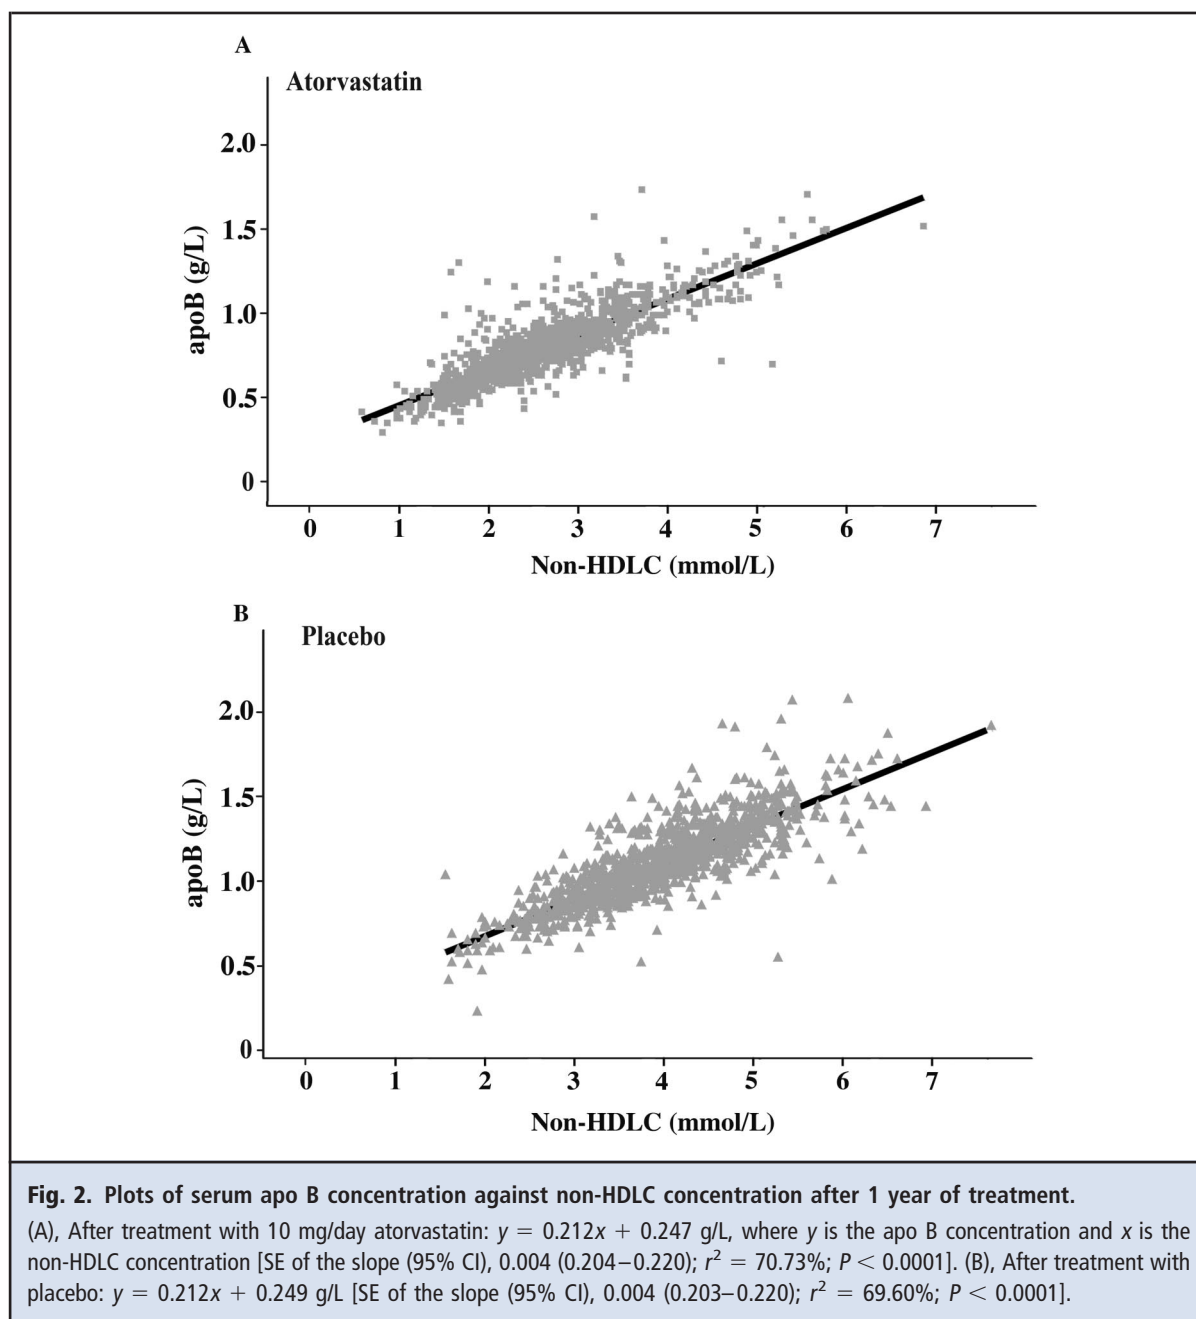 A
Atorvastatin
2.0
1.5
1.0
0.5
0
apoB (g/L)
0 1 2 3 4 5 6 7
Non-HDLC (mmol/L)
B
Placebo
2.0
1.5
1.0
0.5
0
apoB (g/L)
0 1 2 3 4 5 6 7
Non-HDLC (mmol/L)
Fig. 2. Plots of serum apo B concentration against non-HDLC concentration after 1 year of treatment.
(A), After treatment with 10 mg/day atorvastatin: y = 0.212x + 0.247 g/L, where y is the apo B concentration and x is the
non-HDLC concentration [SE of the slope (95% CI), 0.004 (0.204–0.220); r² = 70.73%; P < 0.0001]. (B), After treatment with
placebo: y = 0.212x + 0.249 g/L [SE of the slope (95% CI), 0.004 (0.203–0.220); r² = 69.60%; P < 0.0001].